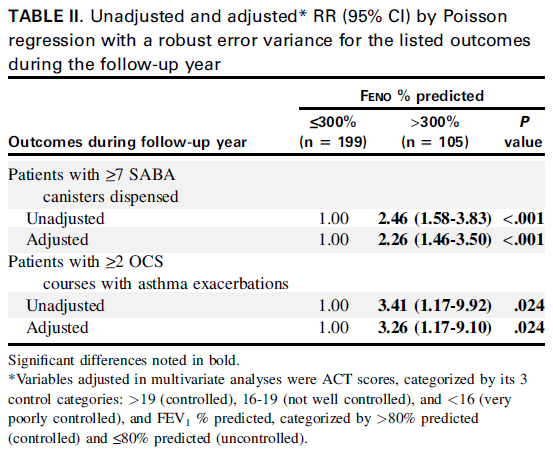 TABLE II. Unadjusted and adjusted* RR (95% CI) by Poisson
regression with a robust error variance for the listed outcomes
during the follow-up year
FENO % predicted
≤300% >300% P
Outcomes during follow-up year (n = 199) (n = 105) value
Patients with ≥7 SABA
canisters dispensed
Unadjusted 1.00 2.46 (1.58-3.83) <.001
Adjusted 1.00 2.26 (1.46-3.50) <.001
Patients with ≥2 OCS
courses with asthma exacerbations
Unadjusted 1.00 3.41 (1.17-9.92) .024
Adjusted 1.00 3.26 (1.17-9.10) .024
Significant differences noted in bold.
*Variables adjusted in multivariate analyses were ACT scores, categorized by its 3
control categories: >19 (controlled), 16-19 (not well controlled), and <16 (very
poorly controlled), and FEV₁ % predicted, categorized by >80% predicted
(controlled) and ≤80% predicted (uncontrolled).